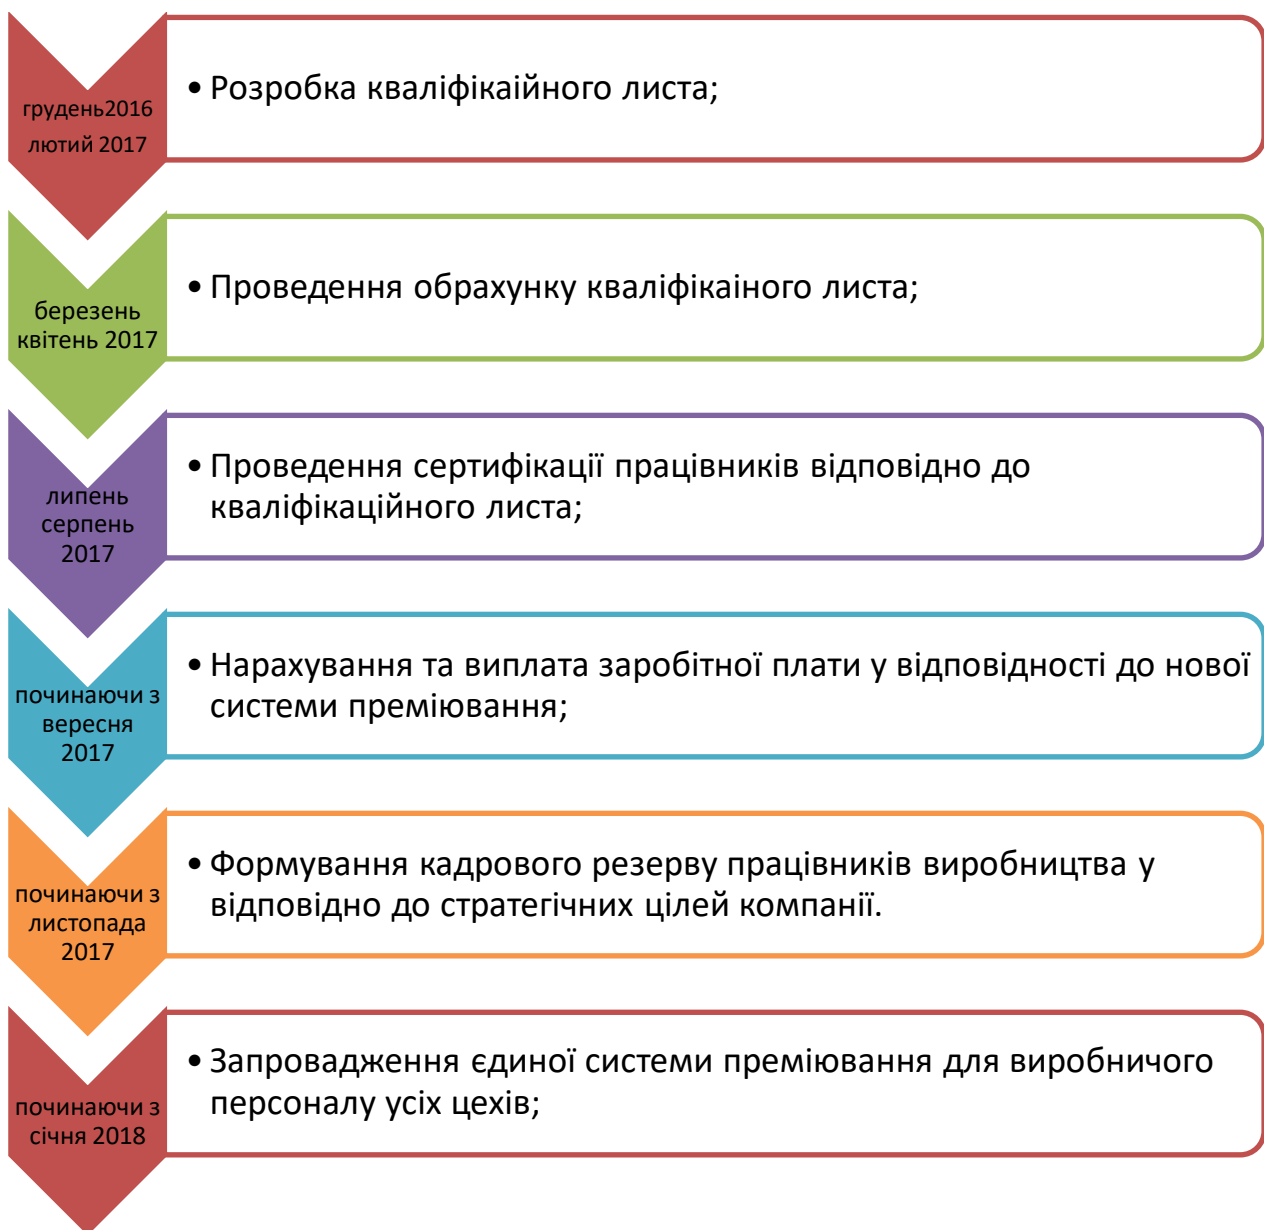 грудень2016
лютий 2017
• Розробка кваліфікаійного листа;
березень
квітень 2017
• Проведення обрахунку кваліфікаіного листа;
липень
серпень
2017
• Проведення сертифікації працівників відповідно до
кваліфікаційного листа;
починаючи з
вересня
2017
• Нарахування та виплата заробітної плати у відповідності до нової
системи преміювання;
починаючи з
листопада
2017
• Формування кадрового резерву працівників виробництва у
відповідно до стратегічних цілей компанії.
починаючи з
січня 2018
• Запровадження єдиної системи преміювання для виробничого
персоналу усіх цехів;